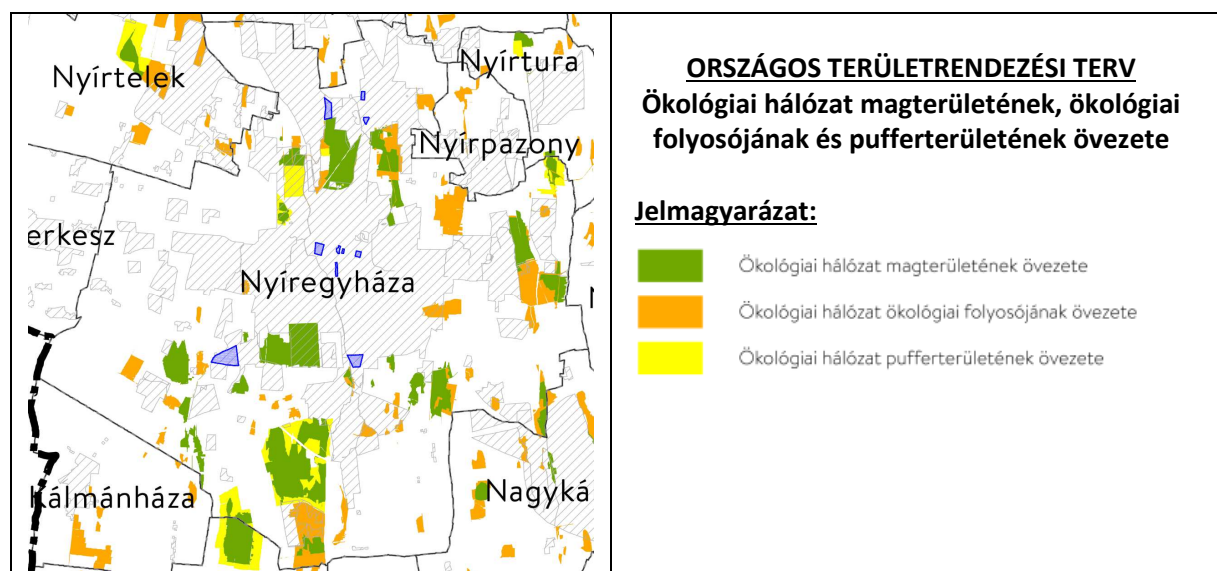 Nyírtelek
Nyírtura
Nyírpazony
erkesz
Nyíregyháza
N
Kálmánháza
Nagyká
ORSZÁGOS TERÜLETRENDEZÉSI TERV
Ökológiai hálózat magterületének, ökológiai
folyosójának és pufferterületének övezete
Jelmagyarázat:
Ökológiai hálózat magterületének övezete
Ökológiai hálózat ökológiai folyosójának övezete
Ökológiai hálózat pufferterületének övezete